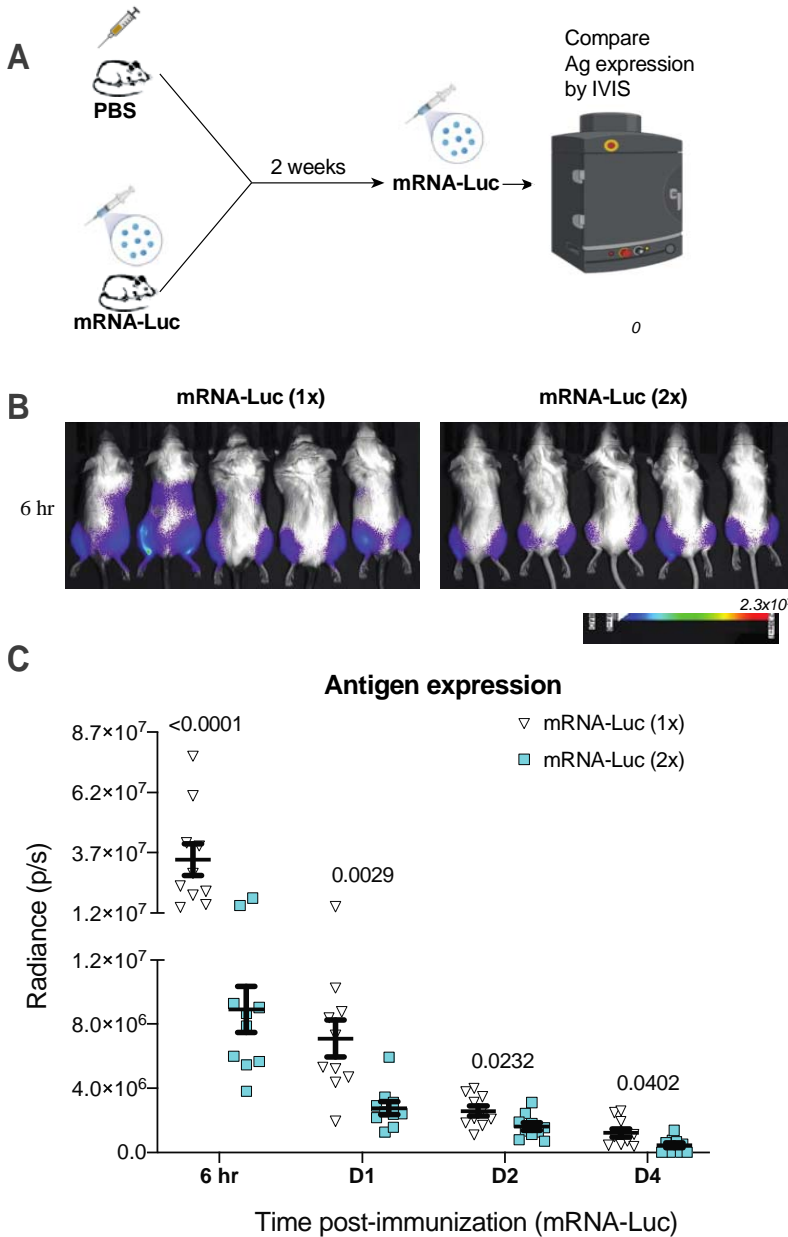 A
PBS
mRNA-Luc
2 weeks
mRNA-Luc
Compare
Ag expression
by IVIS
0
B
mRNA-Luc (1x)
mRNA-Luc (2x)
6 hr
2.3x10
C
Antigen expression
mRNA-Luc (1x)
mRNA-Luc (2x)
Radiance (p/s)
8.7×10⁷
6.2×10⁷
3.7×10⁷
1.2×10⁷
1.2×10⁷
8.0×10⁶
4.0×10⁶
0.0
<0.0001
0.0029
0.0232
0.0402
6 hr D1 D2 D4
Time post-immunization (mRNA-Luc)